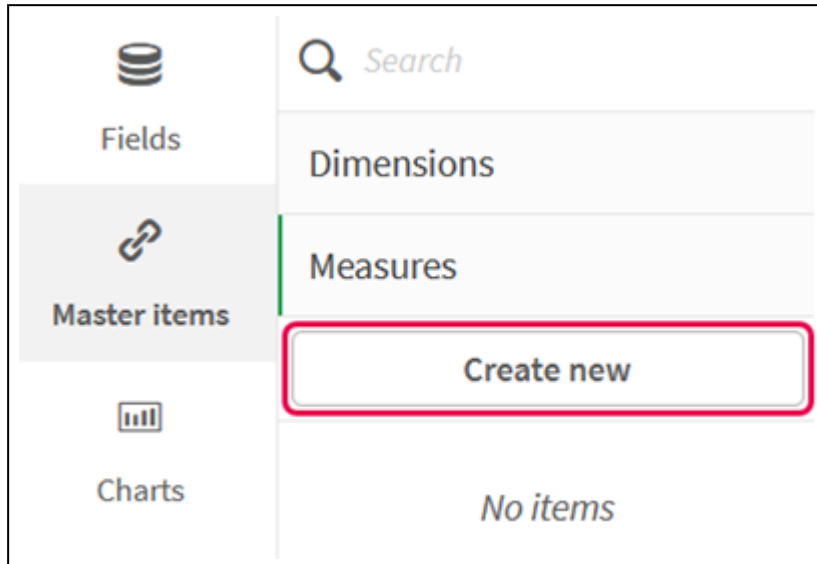 Fields
Master items
Charts
Search
Dimensions
Measures
Create new
No items